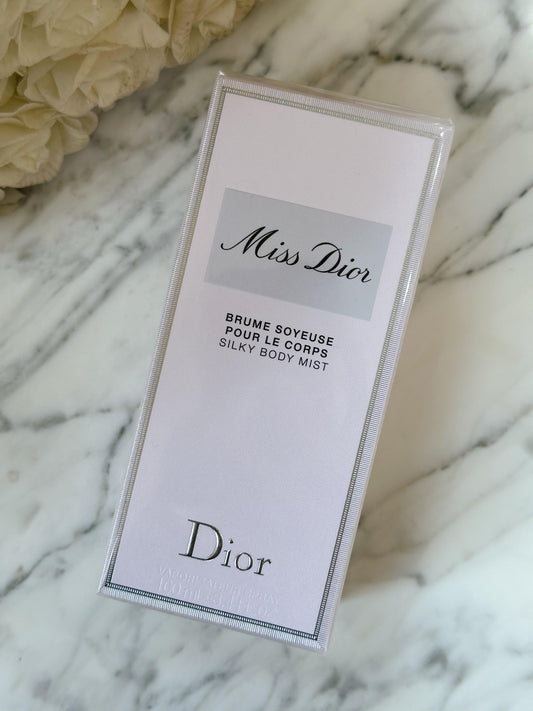 Miss Dior
BRUME SOYEUSE
POUR LE CORPS
SILKY BODY MIST
Dior